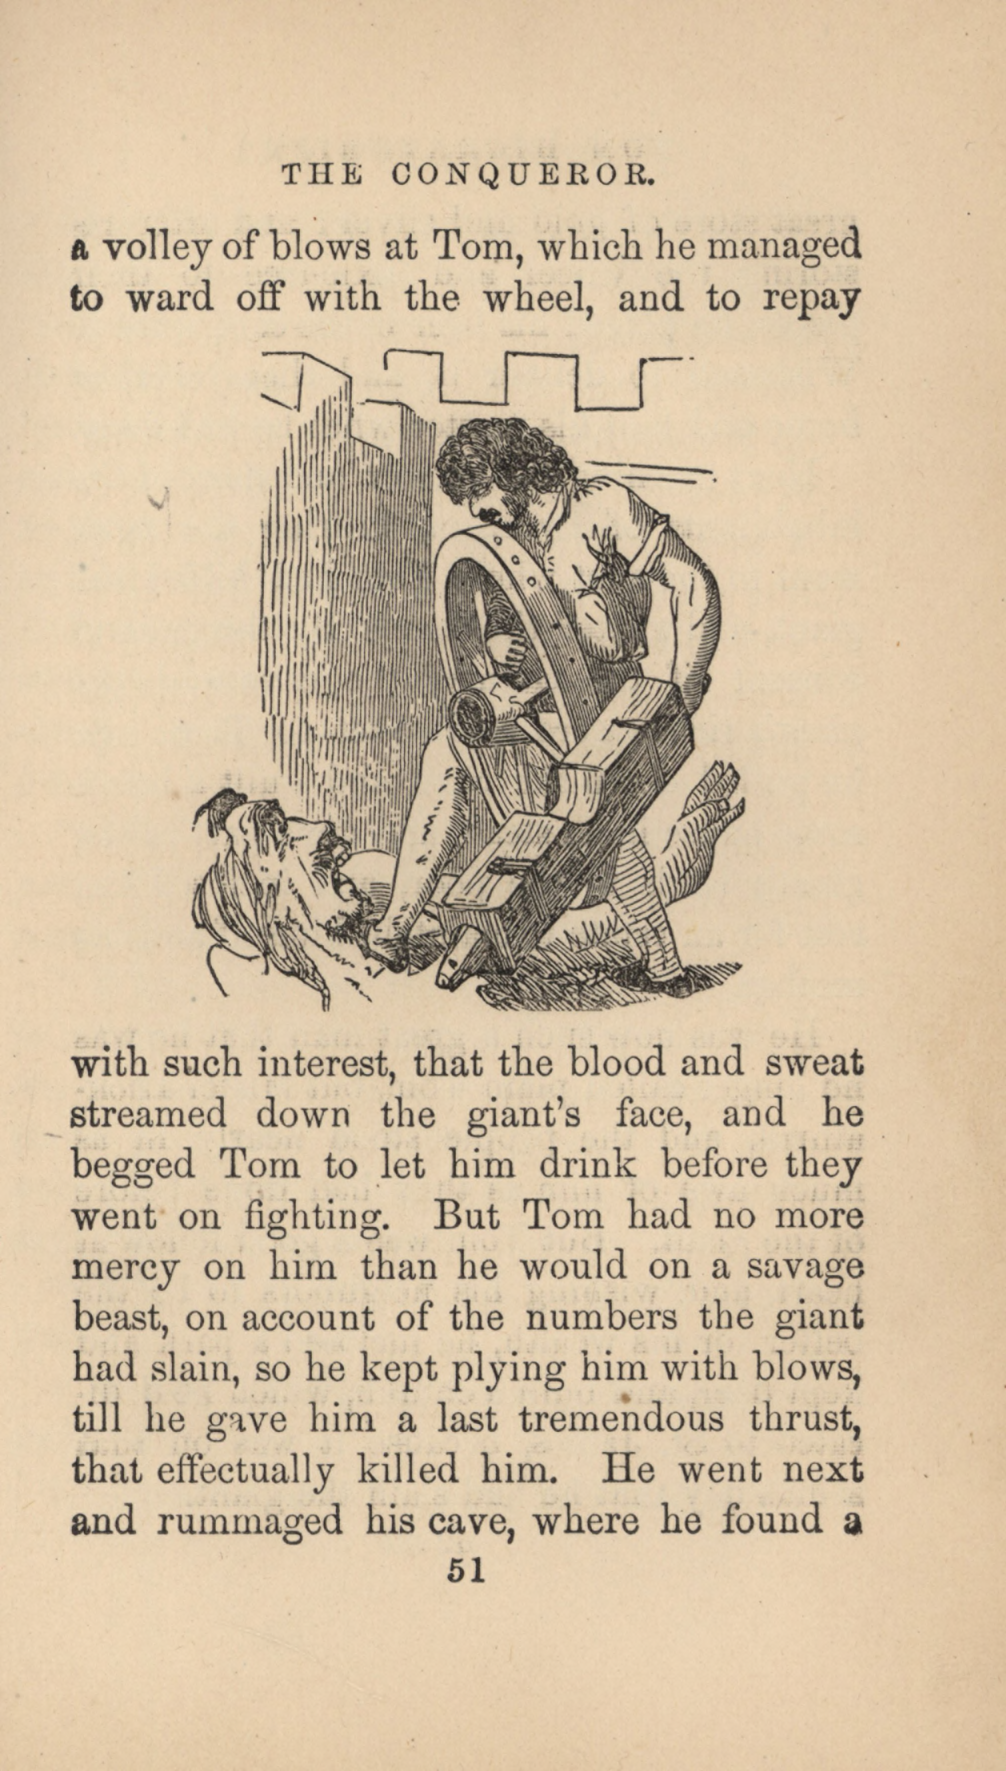 THE CONQUEROR.
a volley of blows at Tom, which he managed
to ward off with the wheel, and to repay
with such interest, that the blood and sweat
streamed down the giant's face, and he
begged Tom to let him drink before they
went on fighting. But Tom had no more
mercy on him than he would on a savage
beast, on account of the numbers the giant
had slain, so he kept plying him with blows,
till he gave him a last tremendous thrust,
that effectually killed him. He went next
and rummaged his cave, where he found a
51